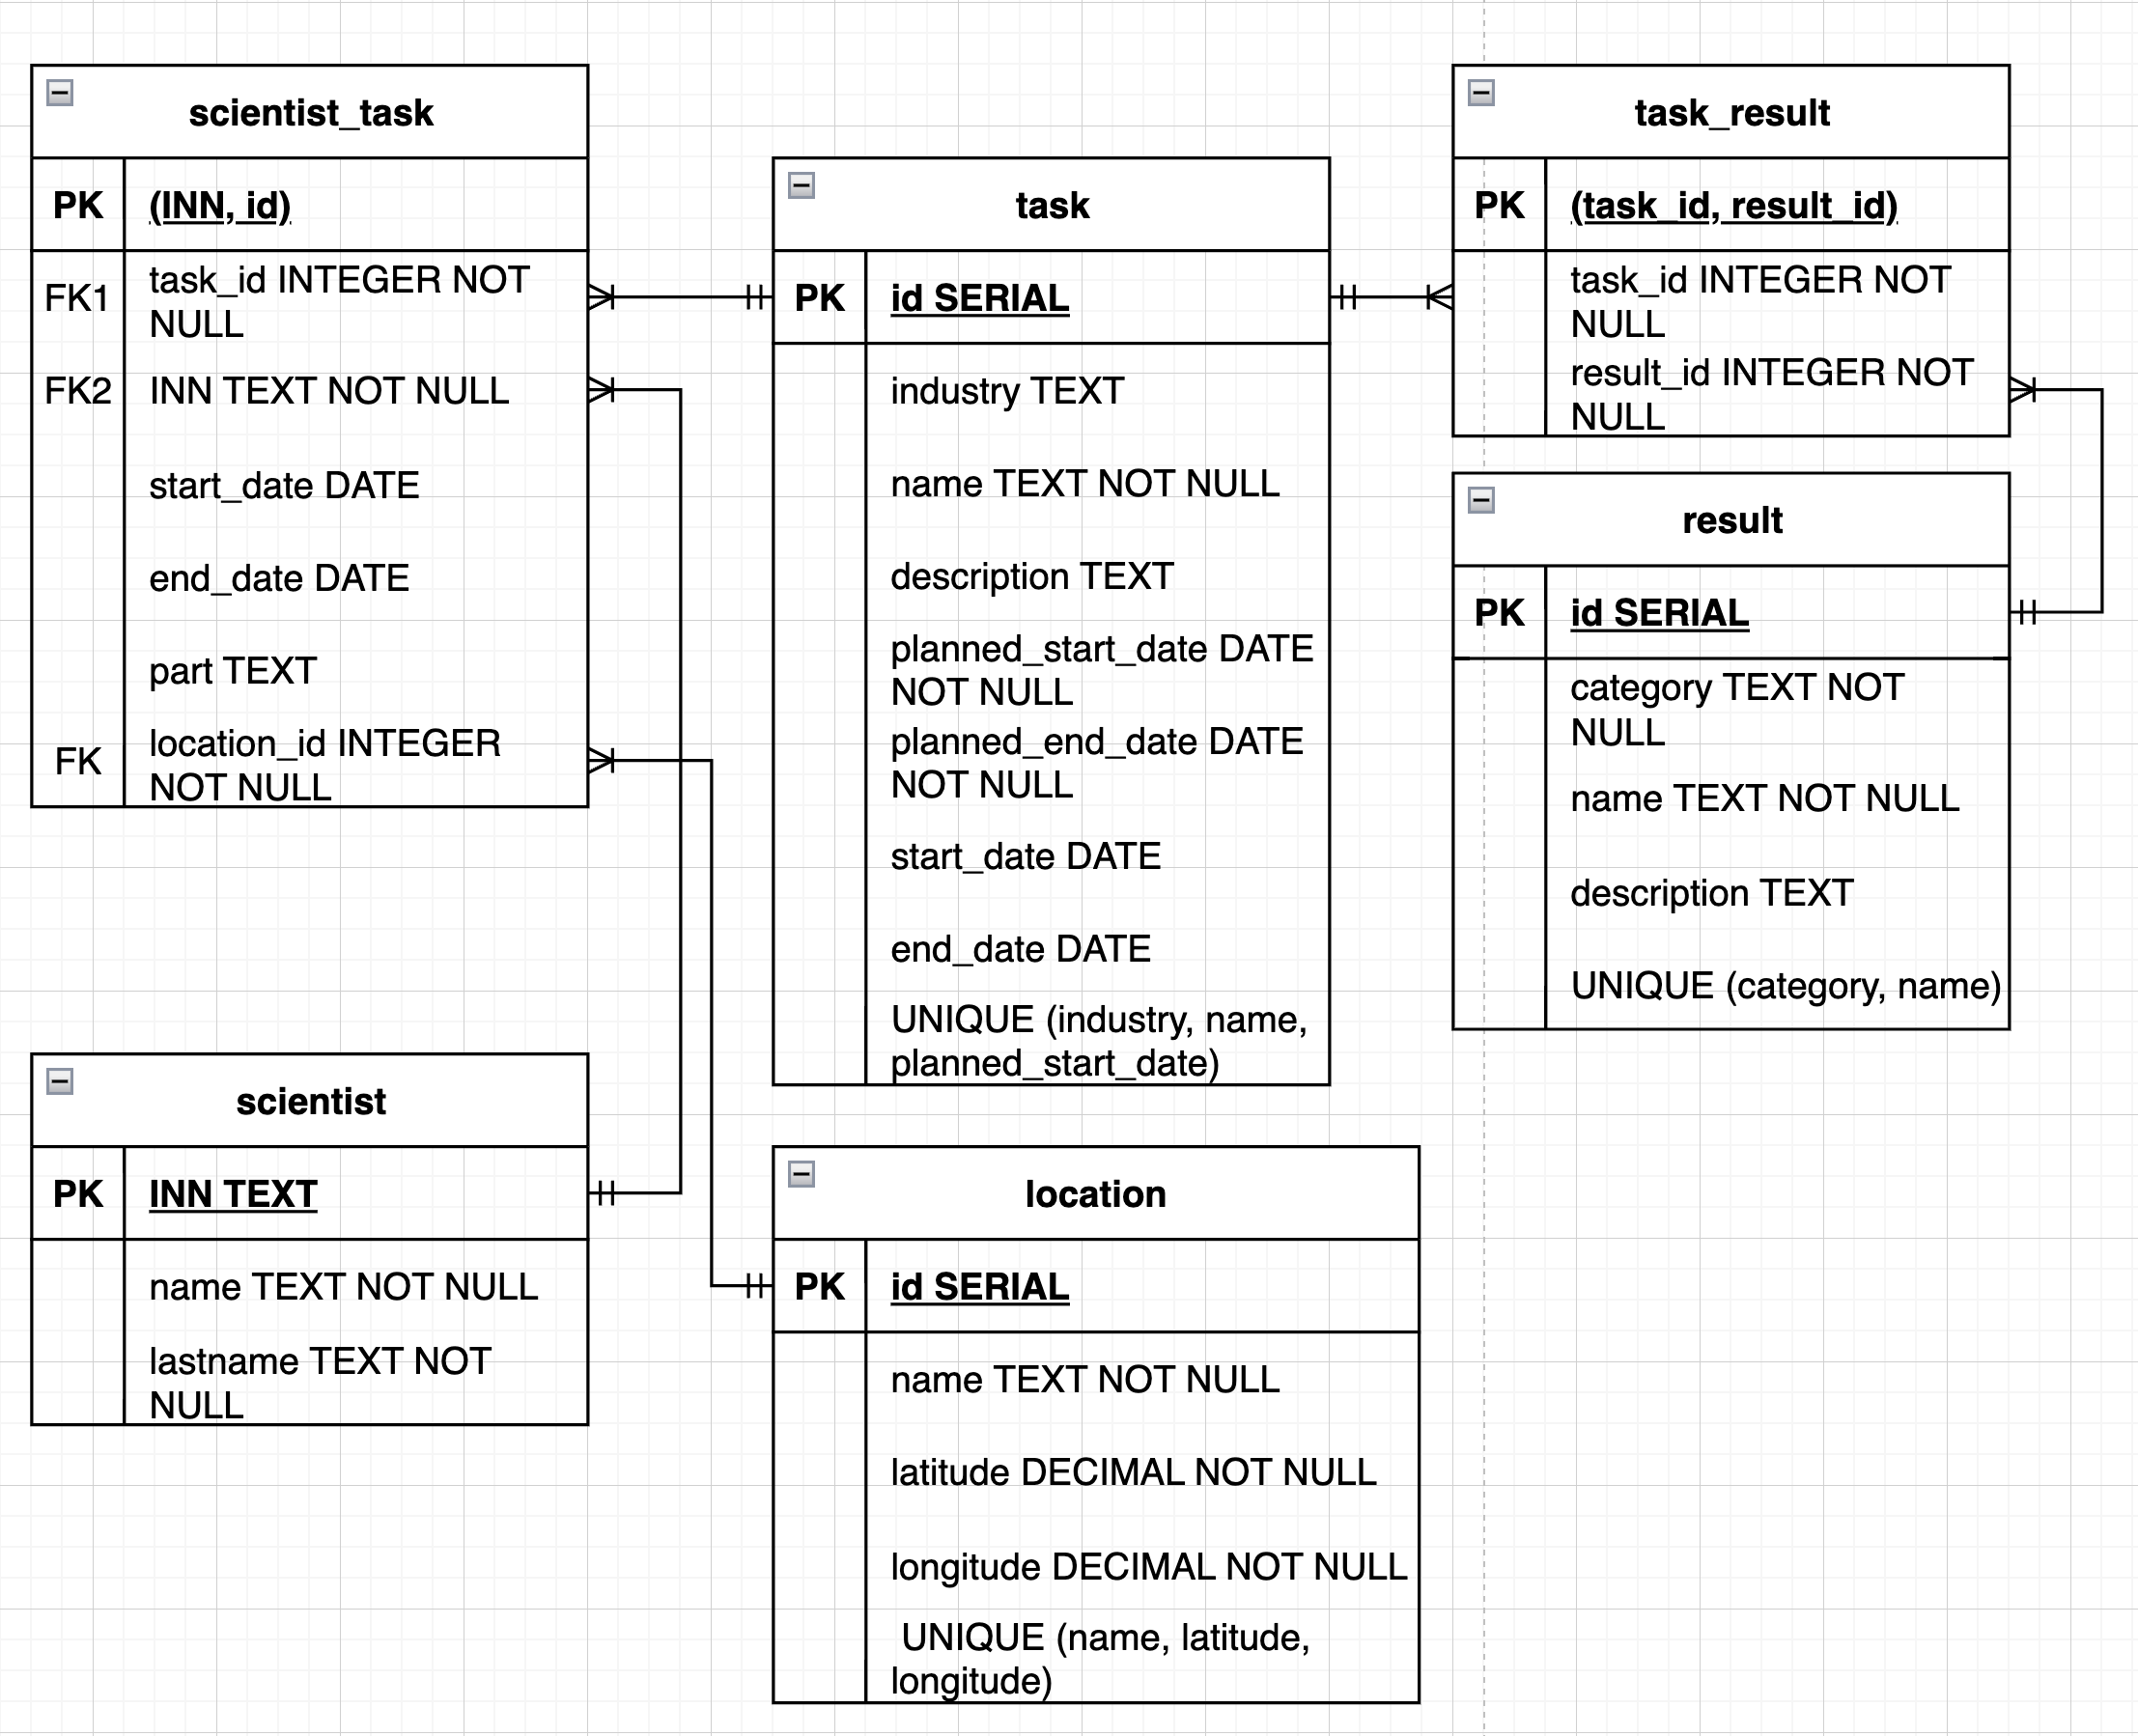 scientist_task
PK
(INN, id)
FK1
task_id INTEGER NOT
NULL
FK2
INN TEXT NOT NULL
start_date DATE
end_date DATE
part TEXT
FK
location_id INTEGER
NOT NULL
task
PK
id SERIAL
industry TEXT
name TEXT NOT NULL
description TEXT
planned_start_date DATE
NOT NULL
planned_end_date DATE
NOT NULL
start_date DATE
end_date DATE
UNIQUE (industry, name,
planned_start_date)
task_result
PK
(task_id, result_id)
task_id INTEGER NOT
NULL
result_id INTEGER NOT
NULL
result
PK
id SERIAL
category TEXT NOT
NULL
name TEXT NOT NULL
description TEXT
UNIQUE (category, name)
scientist
PK
INN TEXT
name TEXT NOT NULL
lastname TEXT NOT
NULL
location
PK
id SERIAL
name TEXT NOT NULL
latitude DECIMAL NOT NULL
longitude DECIMAL NOT NULL
UNIQUE (name, latitude,
longitude)